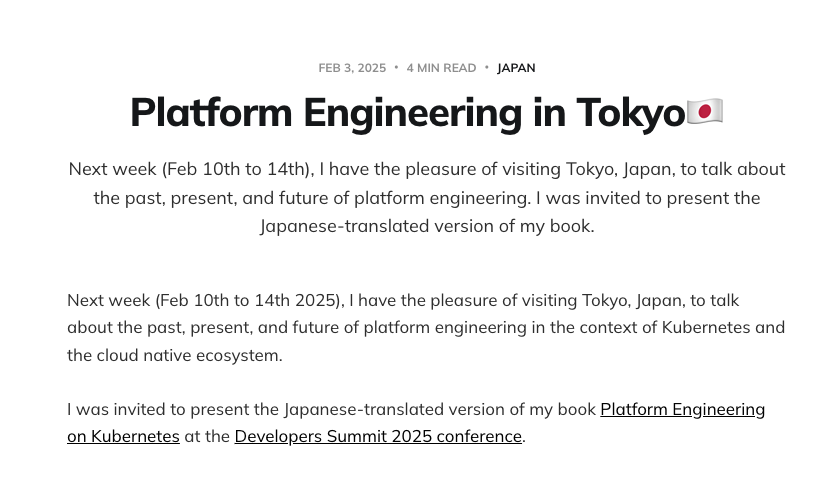 FEB 3, 2025 • 4 MIN READ • JAPAN
Platform Engineering in Tokyo🇯🇵
Next week (Feb 10th to 14th), I have the pleasure of visiting Tokyo, Japan, to talk about
the past, present, and future of platform engineering. I was invited to present the
Japanese-translated version of my book.
Next week (Feb 10th to 14th 2025), I have the pleasure of visiting Tokyo, Japan, to talk
about the past, present, and future of platform engineering in the context of Kubernetes and
the cloud native ecosystem.
I was invited to present the Japanese-translated version of my book Platform Engineering
on Kubernetes at the Developers Summit 2025 conference.